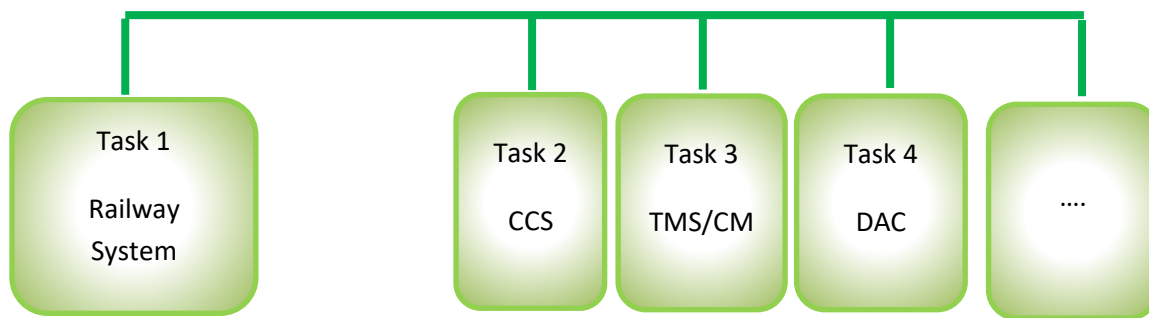 Task 1
Railway
System
Task 2
CCS
Task 3
TMS/CM
Task 4
DAC
....